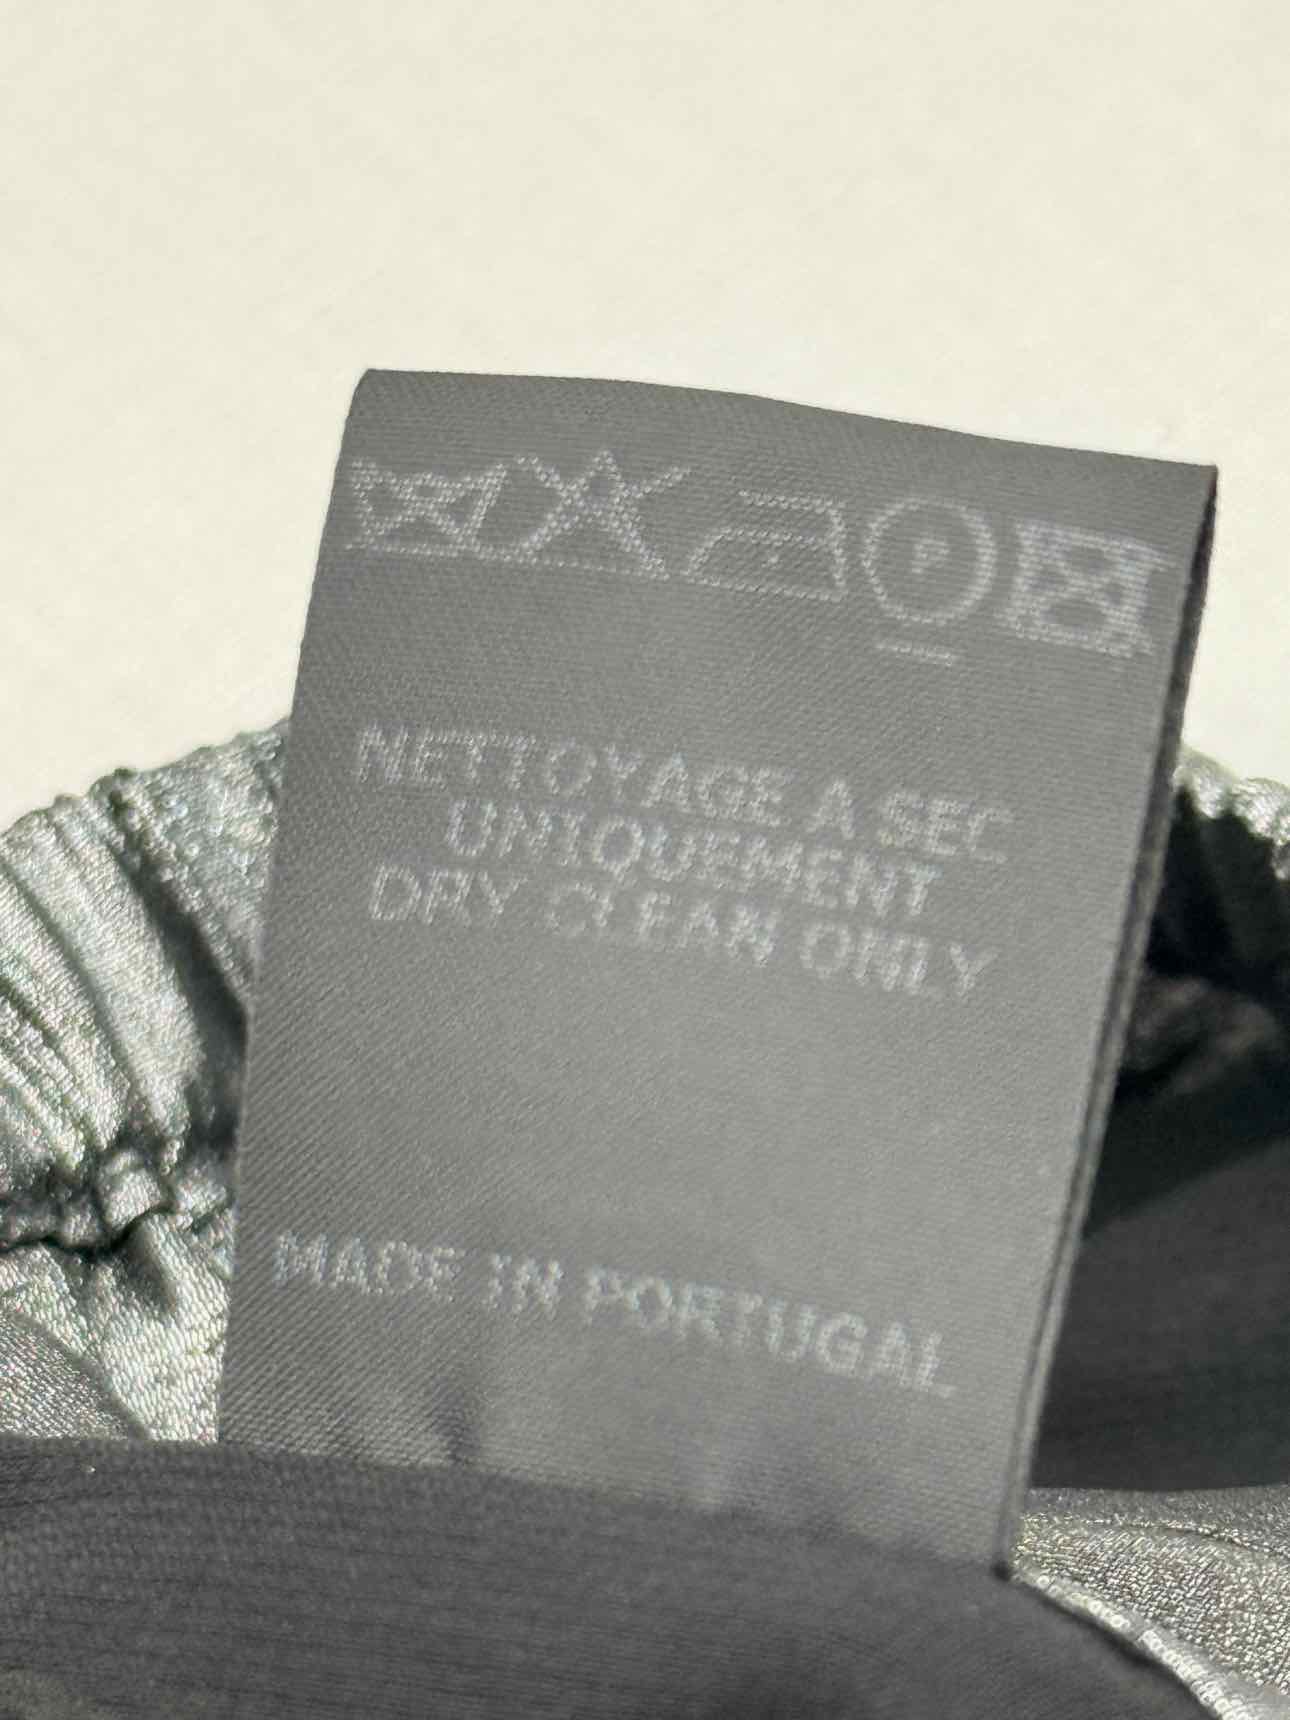 P
NETTOYAGE A SEC
UNIQUEMENT
DRY CLEAN ONLY
MADE IN PORTUGAL